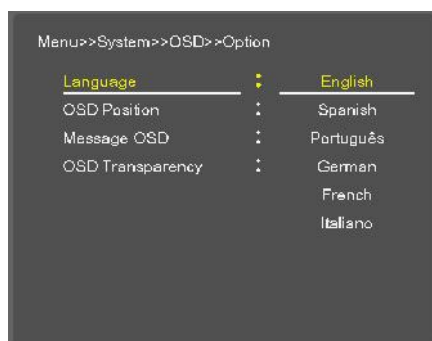 Menu>>System>>OSD>>Option
Language : English
OSD Position : Spanish
Message OSD : Português
OSD Transparency : German
French
Italiano